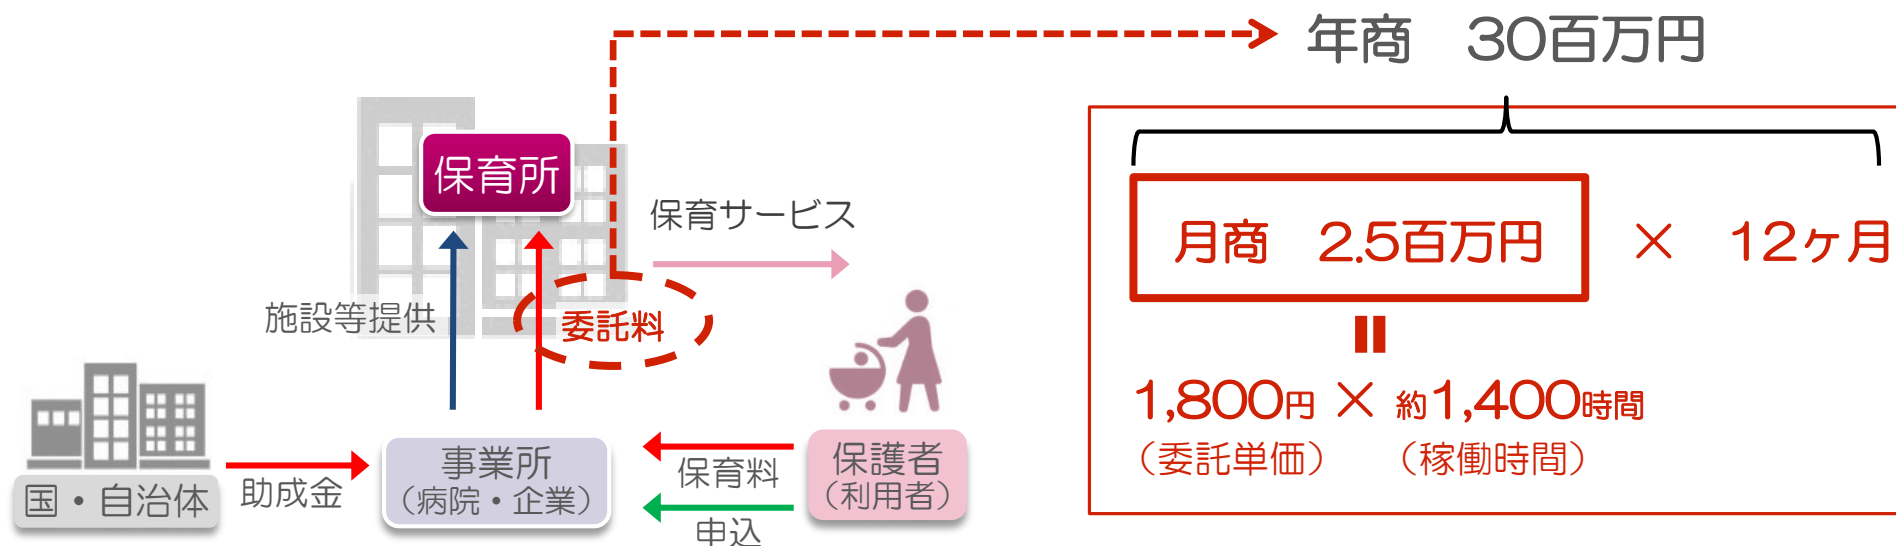 年商　30百万円
保育所
保育サービス
月商　2.5百万円　×　12ヶ月
施設等提供
委託料
＝
1,800円 × 約1,400時間
（委託単価）　（稼働時間）
国・自治体
助成金
事業所
（病院・企業）
保育料
申込
保護者
（利用者）